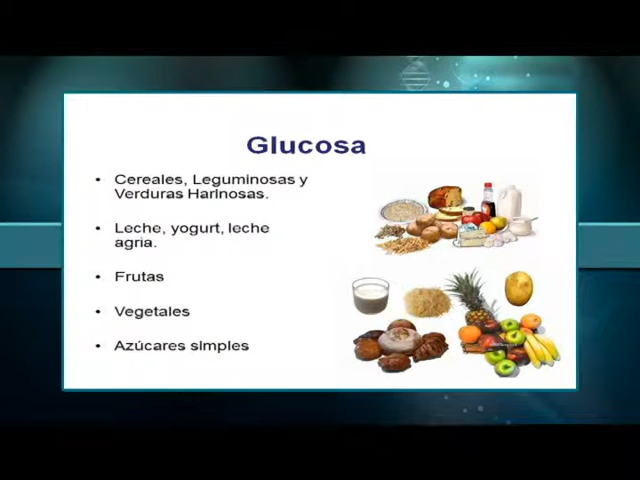 Glucosa
• Cereales, Leguminosas y
Verduras Harinosas.
• Leche, yogurt, leche
agria.
• Frutas
• Vegetales
• Azúcares simples